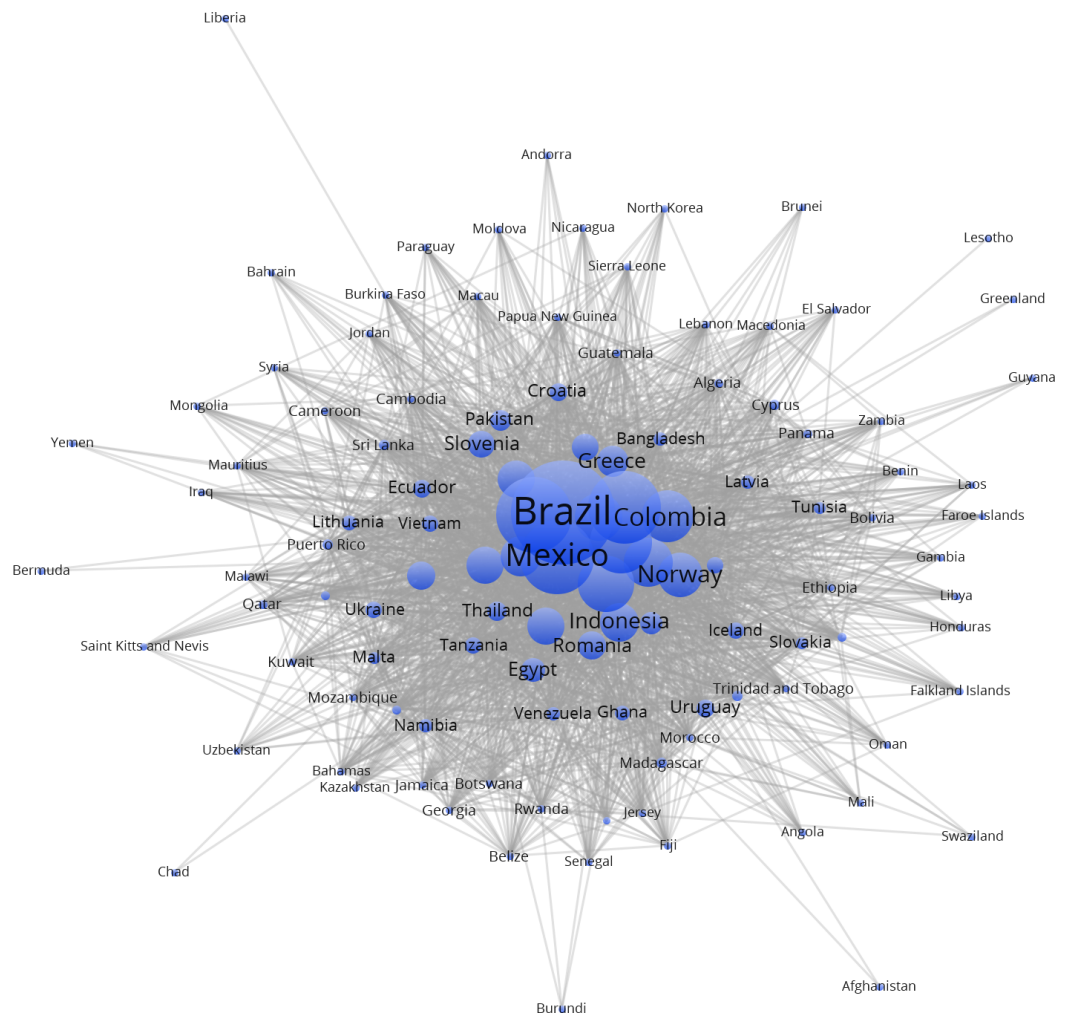 Liberia
Andorra
North Korea
Brunei
Moldova
Nicaragua
Lesotho
Paraguay
Sierra Leone
Bahrain
Burkina Faso
Macau
Greenland
El Salvador
Papua New Guinea
Lebanon
Macedonia
Jordan
Guatemala
Syria
Guyana
Algeria
Croatia
Cambodia
Mongolia
Cameroon
Cyprus
Pakistan
Zambia
Panama
Bangladesh
Yemen
Slovenia
Sri Lanka
Greece
Mauritius
Benin
Latvia
Laos
Ecuador
Iraq
Tunisia
Brazil
Colombia
Faroe Islands
Bolivia
Lithuania
Vietnam
Puerto Rico
Mexico
Gambia
Bermuda
Norway
Malawi
Ethiopia
Libya
Qatar
Ukraine
Thailand
Indonesia
Honduras
Iceland
Slovakia
Saint Kitts and Nevis
Tanzania
Romania
Malta
Kuwait
Egypt
Trinidad and Tobago
Falkland Islands
Mozambique
Uruguay
Venezuela
Ghana
Namibia
Morocco
Oman
Uzbekistan
Madagascar
Bahamas
Kazakhstan
Jamaica
Botswana
Mali
Georgia
Rwanda
Jersey
Angola
Swaziland
Fiji
Belize
Senegal
Chad
Afghanistan
Burundi